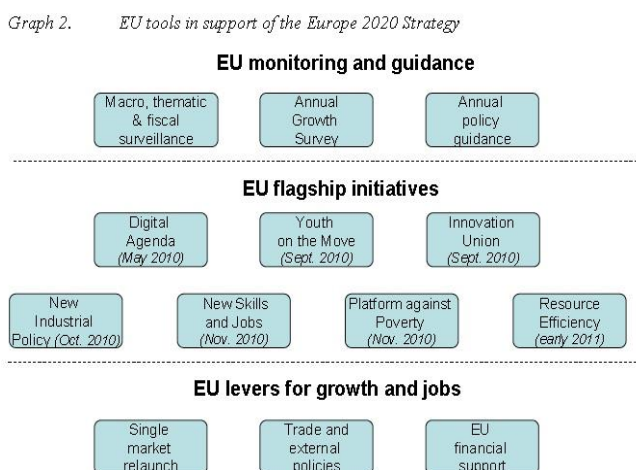 Graph 2. EU tools in support of the Europe 2020 Strategy
EU monitoring and guidance
Macro, thematic
& fiscal
surveillance
Annual
Growth
Survey
Annual
policy
guidance
EU flagship initiatives
Digital
Agenda
(May 2010)
Youth
on the Move
(Sept. 2010)
Innovation
Union
(Sept. 2010)
New
Industrial
Policy (Oct. 2010)
New Skills
and Jobs
(Nov. 2010)
Platform against
Poverty
(Nov. 2010)
Resource
Efficiency
(early 2011)
EU levers for growth and jobs
Single
market
relaunch
Trade and
external
policies
EU
financial
support